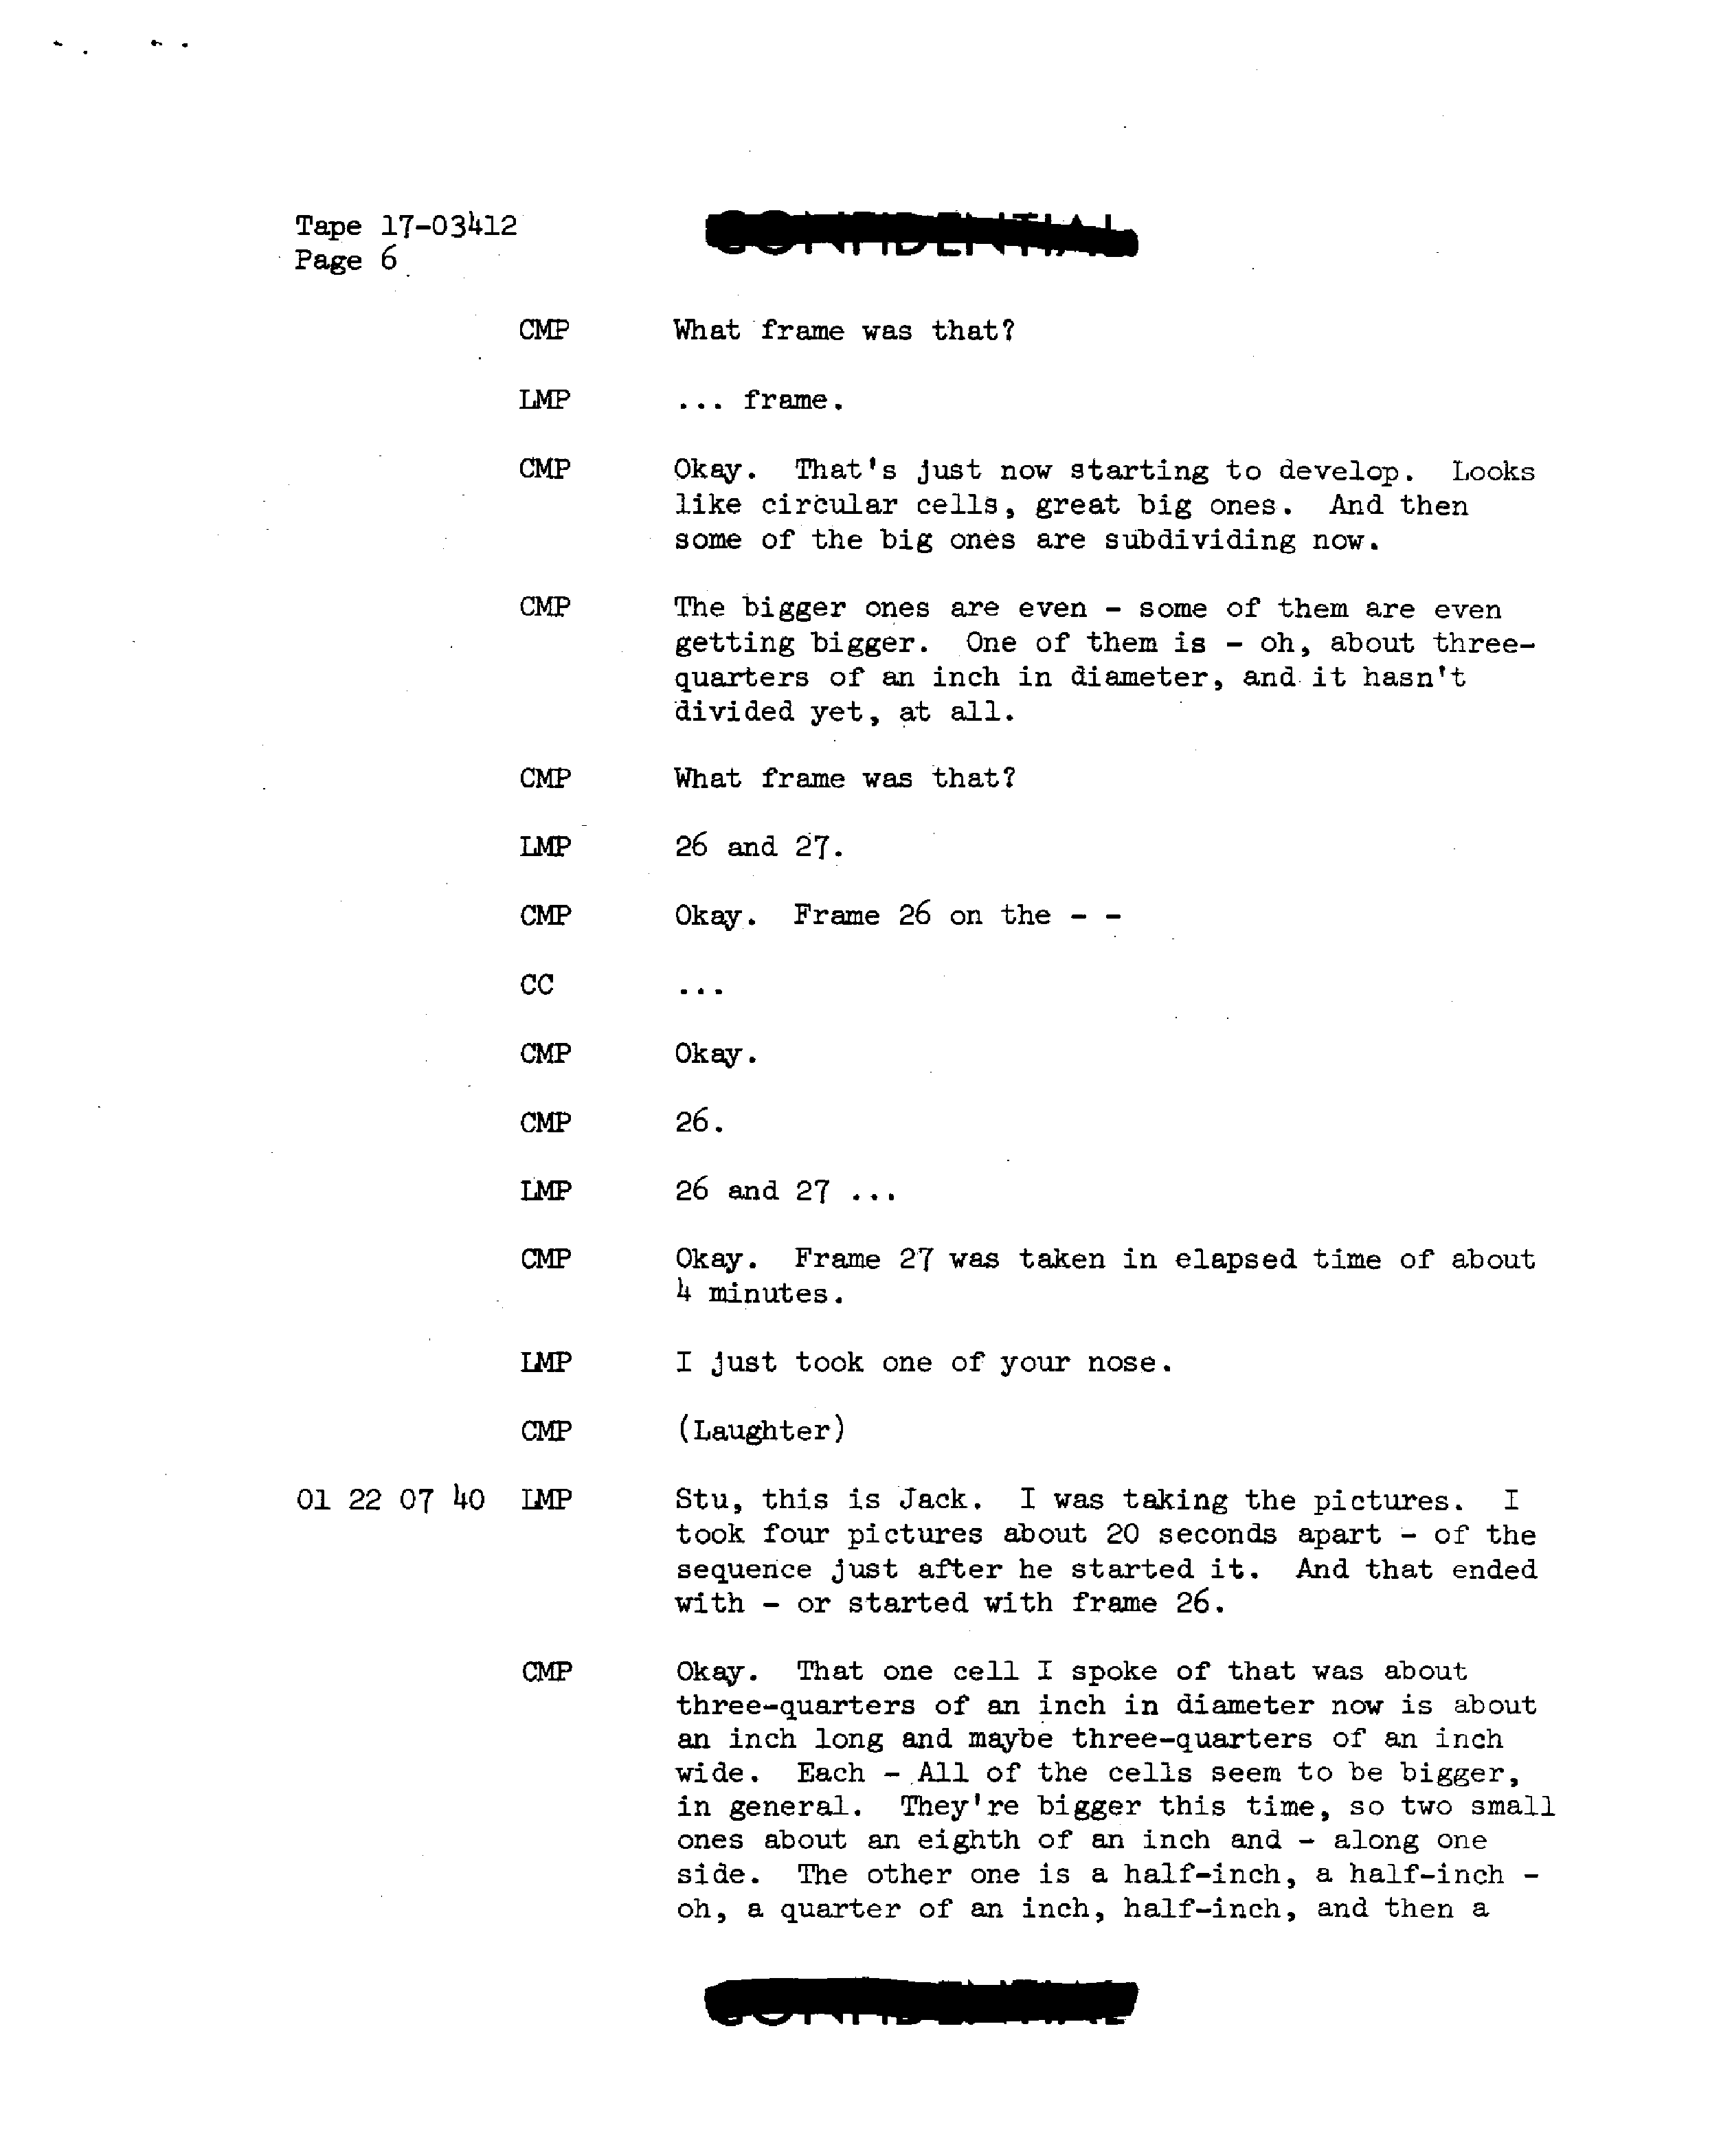 Tape 17-03412
Page 6
CONFIDENTIAL
CMP What frame was that?
LMP ... frame.
CMP Okay. That's just now starting to develop. Looks
like circular cells, great big ones. And then
some of the big ones are subdividing now.
CMP The bigger ones are even - some of them are even
getting bigger. One of them is - oh, about three-
quarters of an inch in diameter, and it hasn't
divided yet, at all.
CMP What frame was that?
LMP 26 and 27.
CMP Okay. Frame 26 on the - -
CC ...
CMP Okay.
CMP 26.
LMP 26 and 27 ...
CMP Okay. Frame 27 was taken in elapsed time of about
4 minutes.
LMP I just took one of your nose.
CMP (Laughter)
01 22 07 40 LMP Stu, this is Jack. I was taking the pictures. I
took four pictures about 20 seconds apart - of the
sequence just after he started it. And that ended
with - or started with frame 26.
CMP Okay. That one cell I spoke of that was about
three-quarters of an inch in diameter now is about
an inch long and maybe three-quarters of an inch
wide. Each - All of the cells seem to be bigger,
in general. They're bigger this time, so two small
ones about an eighth of an inch and - along one
side. The other one is a half-inch, a half-inch -
oh, a quarter of an inch, half-inch, and then a
CONFIDENTIAL